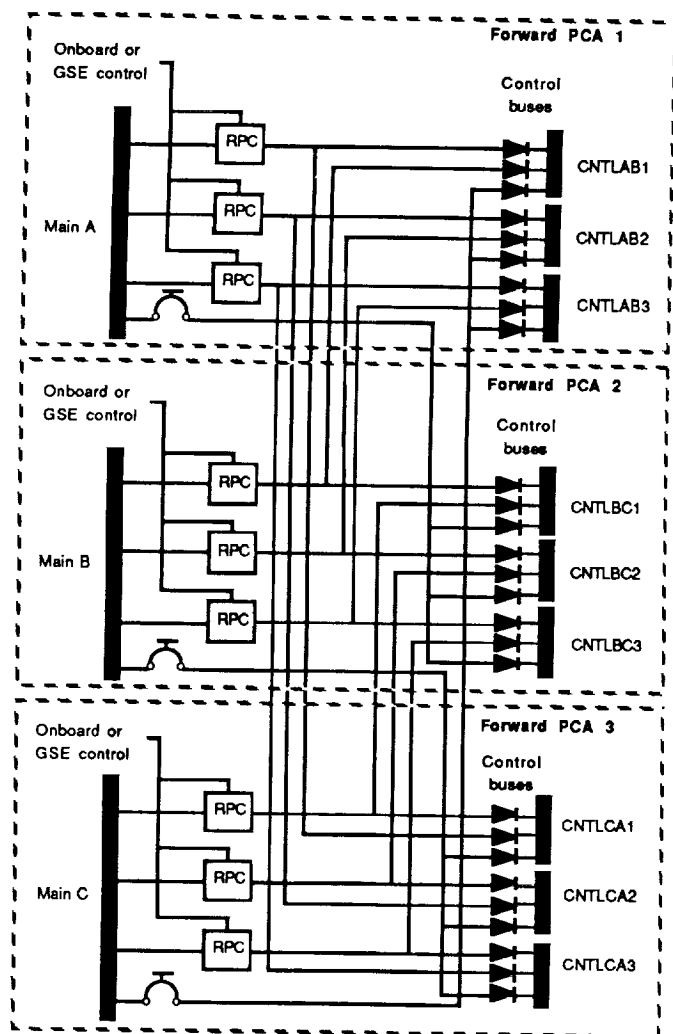 Forward PCA 1
Onboard or
GSE control
Control
buses
RPC
CNTLAB1
RPC
Main A
CNTLAB2
RPC
CNTLAB3
Forward PCA 2
Onboard or
GSE control
Control
buses
RPC
CNTLBC1
RPC
Main B
CNTLBC2
RPC
CNTLBC3
Forward PCA 3
Onboard or
GSE control
Control
buses
RPC
CNTLCA1
RPC
Main C
CNTLCA2
RPC
CNTLCA3